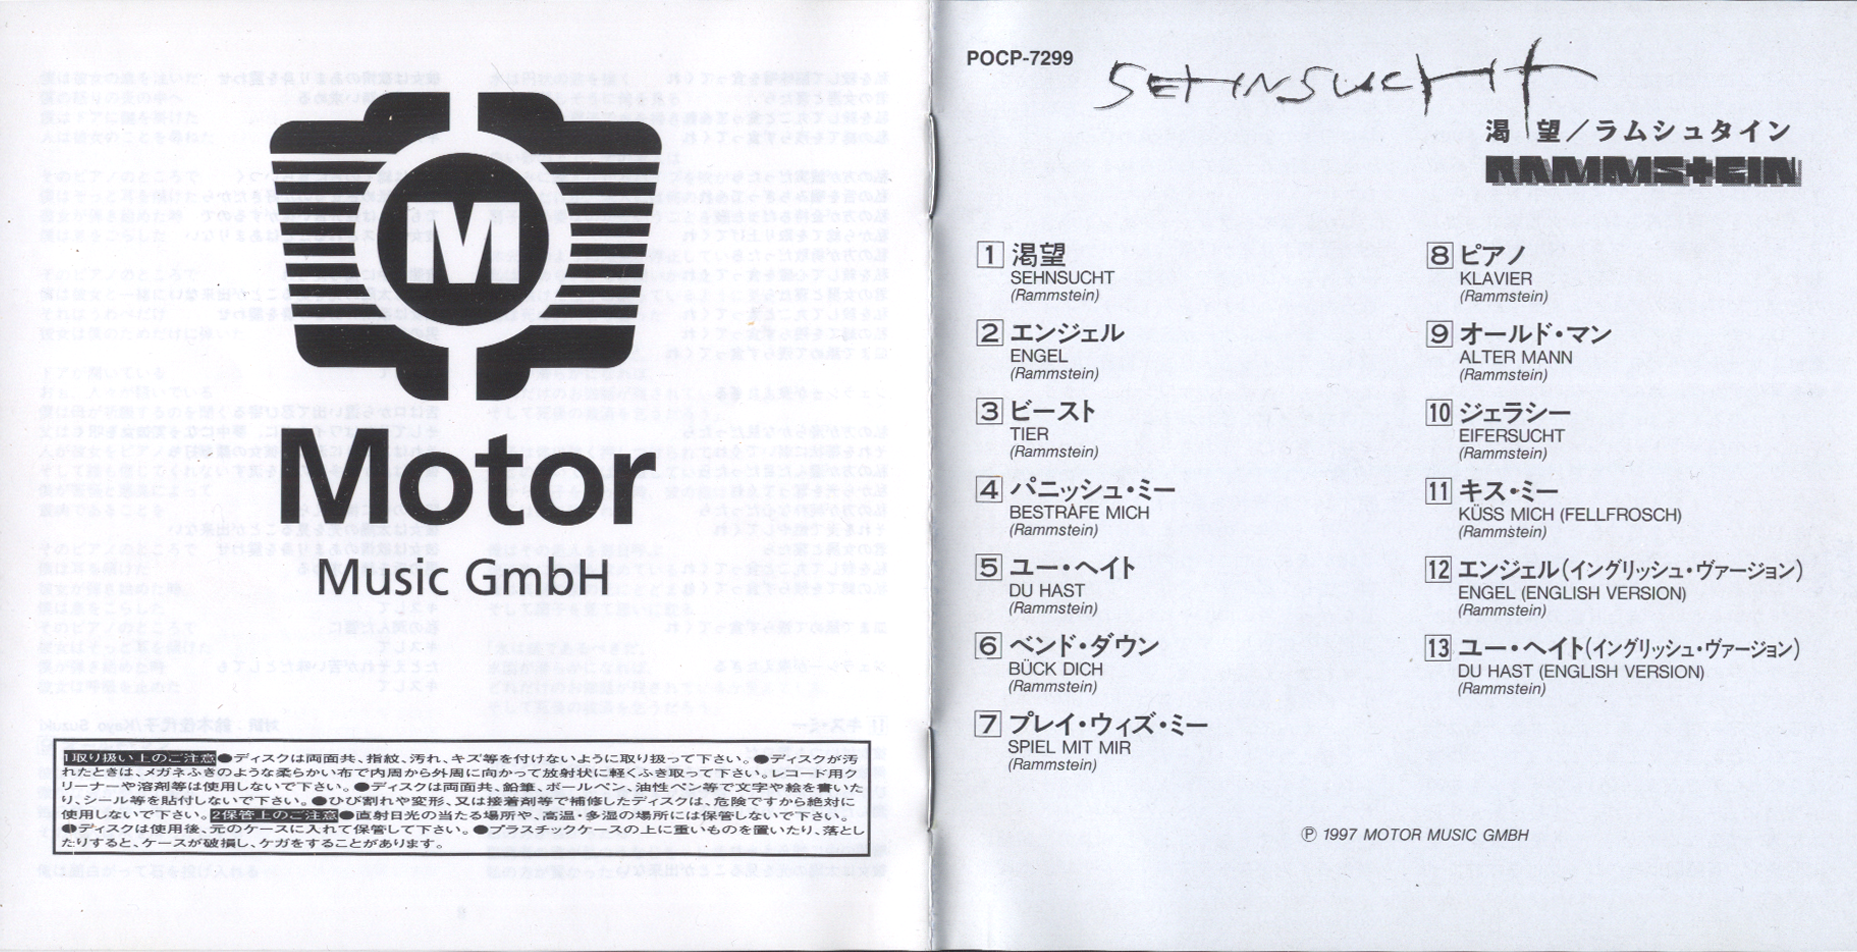 M
Motor
Music GmbH
1取り扱い上のご注意●ディスクは両面共、指紋、汚れ、キズ等を付けないように取り扱って下さい。●ディスクが汚
れたときは、メガネふきのような柔らかい布で内周から外周に向かって放射状に軽くふき取って下さい。レコード用ク
リーナーや溶剤等は使用しないで下さい。●ディスクは両面共、鉛筆、ボールペン、油性ペン等で文字や絵を書いた
り、シール等を貼付しないで下さい。●ひび割れや変形、又は接着剤等で補修したディスクは、危険ですから絶対に
使用しないで下さい。2保管上のご注意●直射日光の当たる場所や、高温・多湿の場所には保管しないで下さい。
●ディスクは使用後、元のケースに入れて保管して下さい。●プラスチックケースの上に重いものを置いたり、落とし
たりすると、ケースが破損し、ケガをすることがあります。
POCP-7299
SEHNSUCHT
渇望／ラムシュタイン
RAMMSTEIN
1 渇望
SEHNSUCHT
(Rammstein)
2 エンジェル
ENGEL
(Rammstein)
3 ビースト
TIER
(Rammstein)
4 パニッシュ・ミー
BESTRAFE MICH
(Rammstein)
5 ユー・ヘイト
DU HAST
(Rammstein)
6 ベンド・ダウン
BÜCK DICH
(Rammstein)
7 プレイ・ウィズ・ミー
SPIEL MIT MIR
(Rammstein)
8 ピアノ
KLAVIER
(Rammstein)
9 オールド・マン
ALTER MANN
(Rammstein)
10 ジェラシー
EIFERSUCHT
(Rammstein)
11 キス・ミー
KÜSS MICH (FELLFROSCH)
(Rammstein)
12 エンジェル(イングリッシュ・ヴァージョン)
ENGEL (ENGLISH VERSION)
(Rammstein)
13 ユー・ヘイト(イングリッシュ・ヴァージョン)
DU HAST (ENGLISH VERSION)
(Rammstein)
Ⓟ 1997 MOTOR MUSIC GMBH